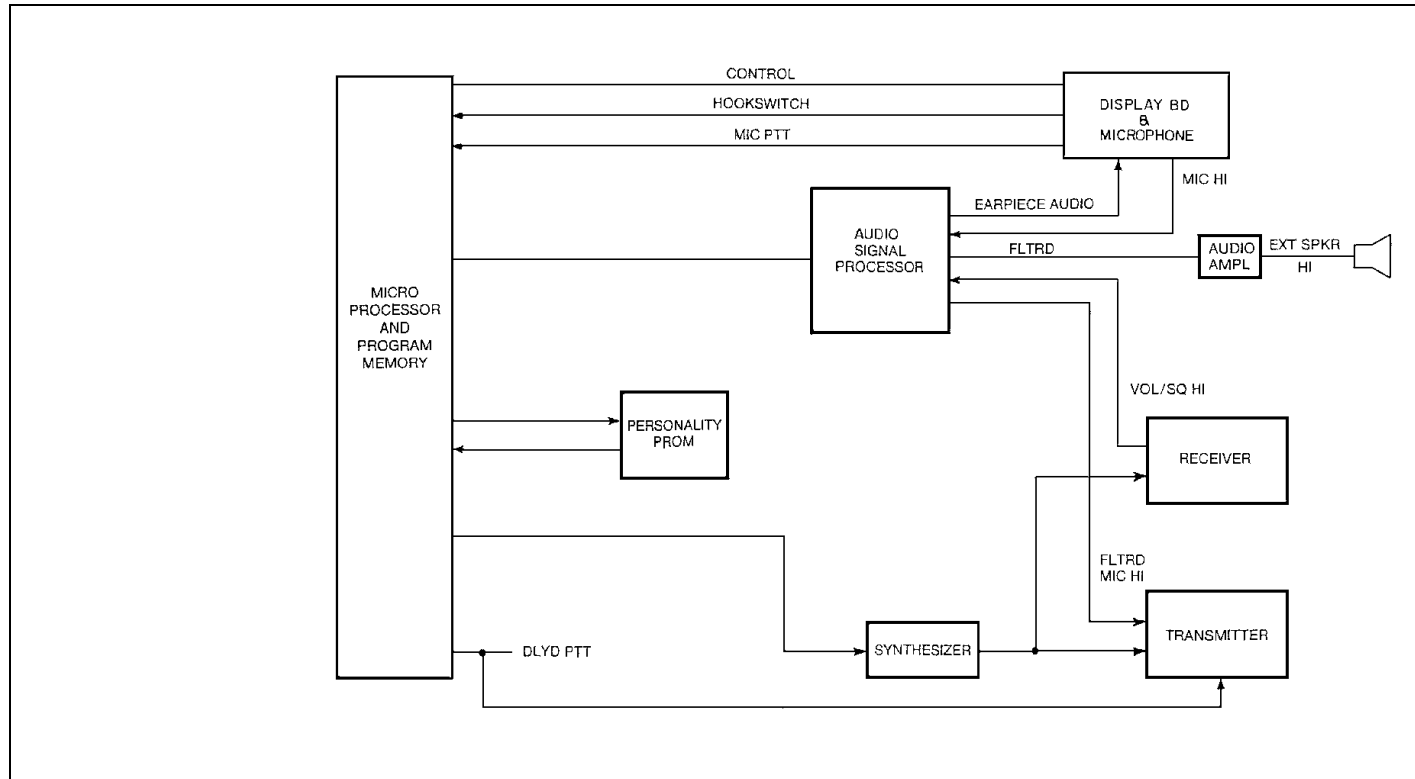 CONTROL
HOOKSWITCH
MIC PTT
DISPLAY BD
&
MICROPHONE
MIC HI
EARPIECE AUDIO
AUDIO
SIGNAL
PROCESSOR
FLTRD
AUDIO
AMPL
EXT SPKR
HI
MICRO
PROCESSOR
AND
PROGRAM
MEMORY
VOL/SQ HI
PERSONALITY
PROM
RECEIVER
FLTRD
MIC HI
TRANSMITTER
SYNTHESIZER
DLYD PTT